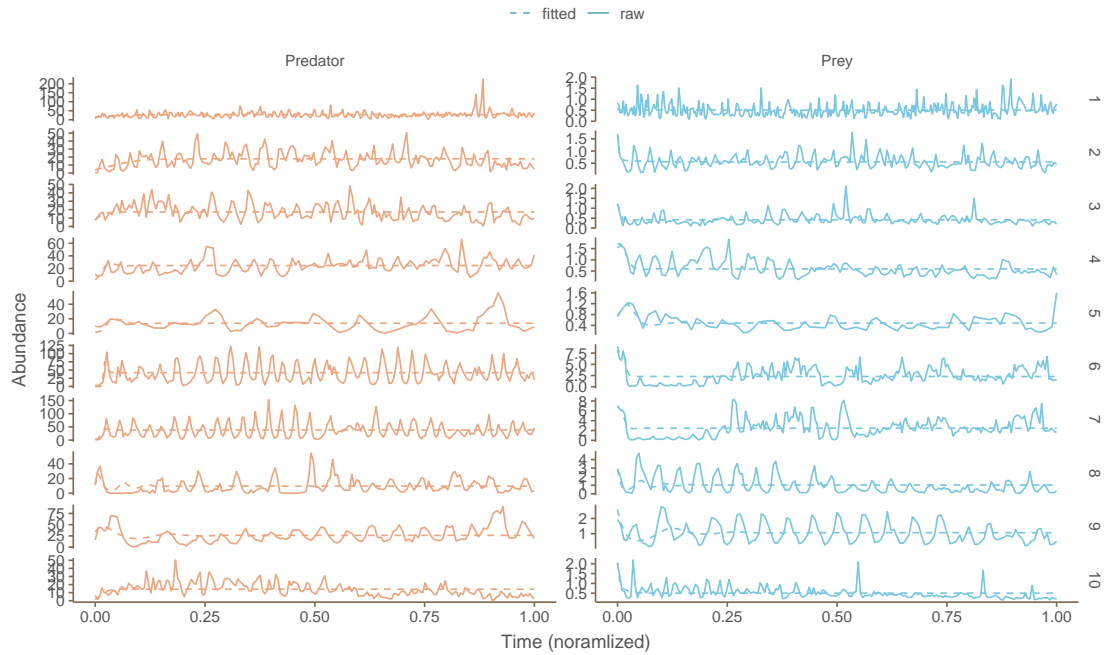 fitted raw
Predator Prey
Abundance
200 150 100 50 0 2.0 1.5 1.0 0.5 0.0 1
50 40 30 20 10 0 1.5 1.0 0.5 2
50 40 30 20 10 0 2.0 1.5 1.0 0.5 0.0 3
60 40 20 0 1.5 1.0 0.5 4
40 20 0 1.6 1.2 0.8 0.4 5
125 100 75 50 25 0 7.5 5.0 2.5 0.0 6
150 100 50 0 8 6 4 2 0 7
40 20 0 4 3 2 1 0 8
75 50 25 0 2 1 9
50 40 30 20 10 0 2.0 1.5 1.0 0.5 10
0.00 0.25 0.50 0.75 1.00 0.00 0.25 0.50 0.75 1.00
Time (noramlized)